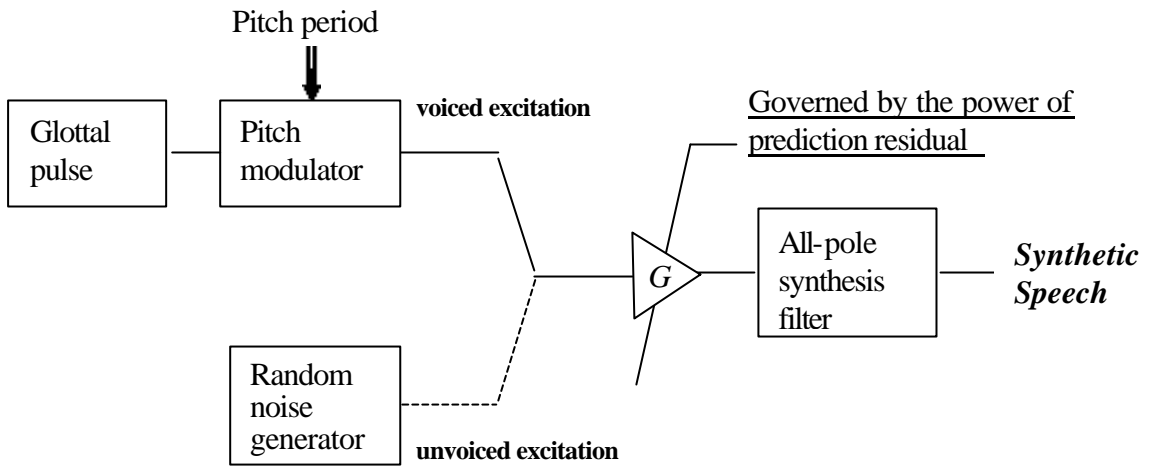 Pitch period
Glottal
pulse
Pitch
modulator
voiced excitation
Governed by the power of
prediction residual
G
All-pole
synthesis
filter
Synthetic
Speech
Random
noise
generator
unvoiced excitation